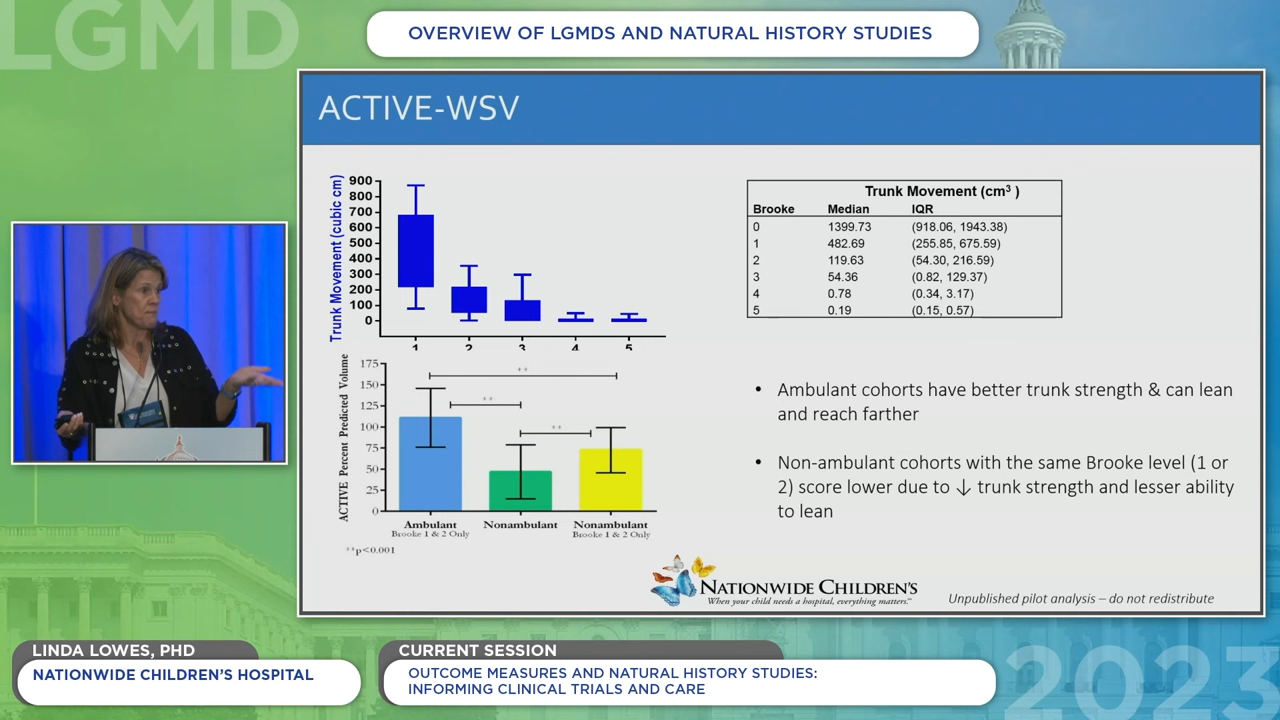 LGMD
OVERVIEW OF LGMDS AND NATURAL HISTORY STUDIES
ACTIVE-WSV
Trunk Movement (cubic cm)
900
800
700
600
500
400
300
200
100
0
1 2 3 4 5
Trunk Movement (cm³ )
Brooke Median IQR
0 1399.73 (918.06, 1943.38)
1 482.69 (255.85, 675.59)
2 119.63 (54.30, 216.59)
3 54.36 (0.82, 129.37)
4 0.78 (0.34, 3.17)
5 0.19 (0.15, 0.57)
ACTIVE Percent Predicted Volume
175
150
125
100
75
50
25
0
**
**
**
Ambulant Nonambulant Nonambulant
Brooke 1 & 2 Only Brooke 1 & 2 Only
**p<0.001
• Ambulant cohorts have better trunk strength & can lean
and reach farther
• Non-ambulant cohorts with the same Brooke level (1 or
2) score lower due to ↓ trunk strength and lesser ability
to lean
NATIONWIDE CHILDREN'S
When your child needs a hospital, everything matters.™
Unpublished pilot analysis – do not redistribute
LINDA LOWES, PHD
NATIONWIDE CHILDREN'S HOSPITAL
CURRENT SESSION
OUTCOME MEASURES AND NATURAL HISTORY STUDIES:
INFORMING CLINICAL TRIALS AND CARE
2023